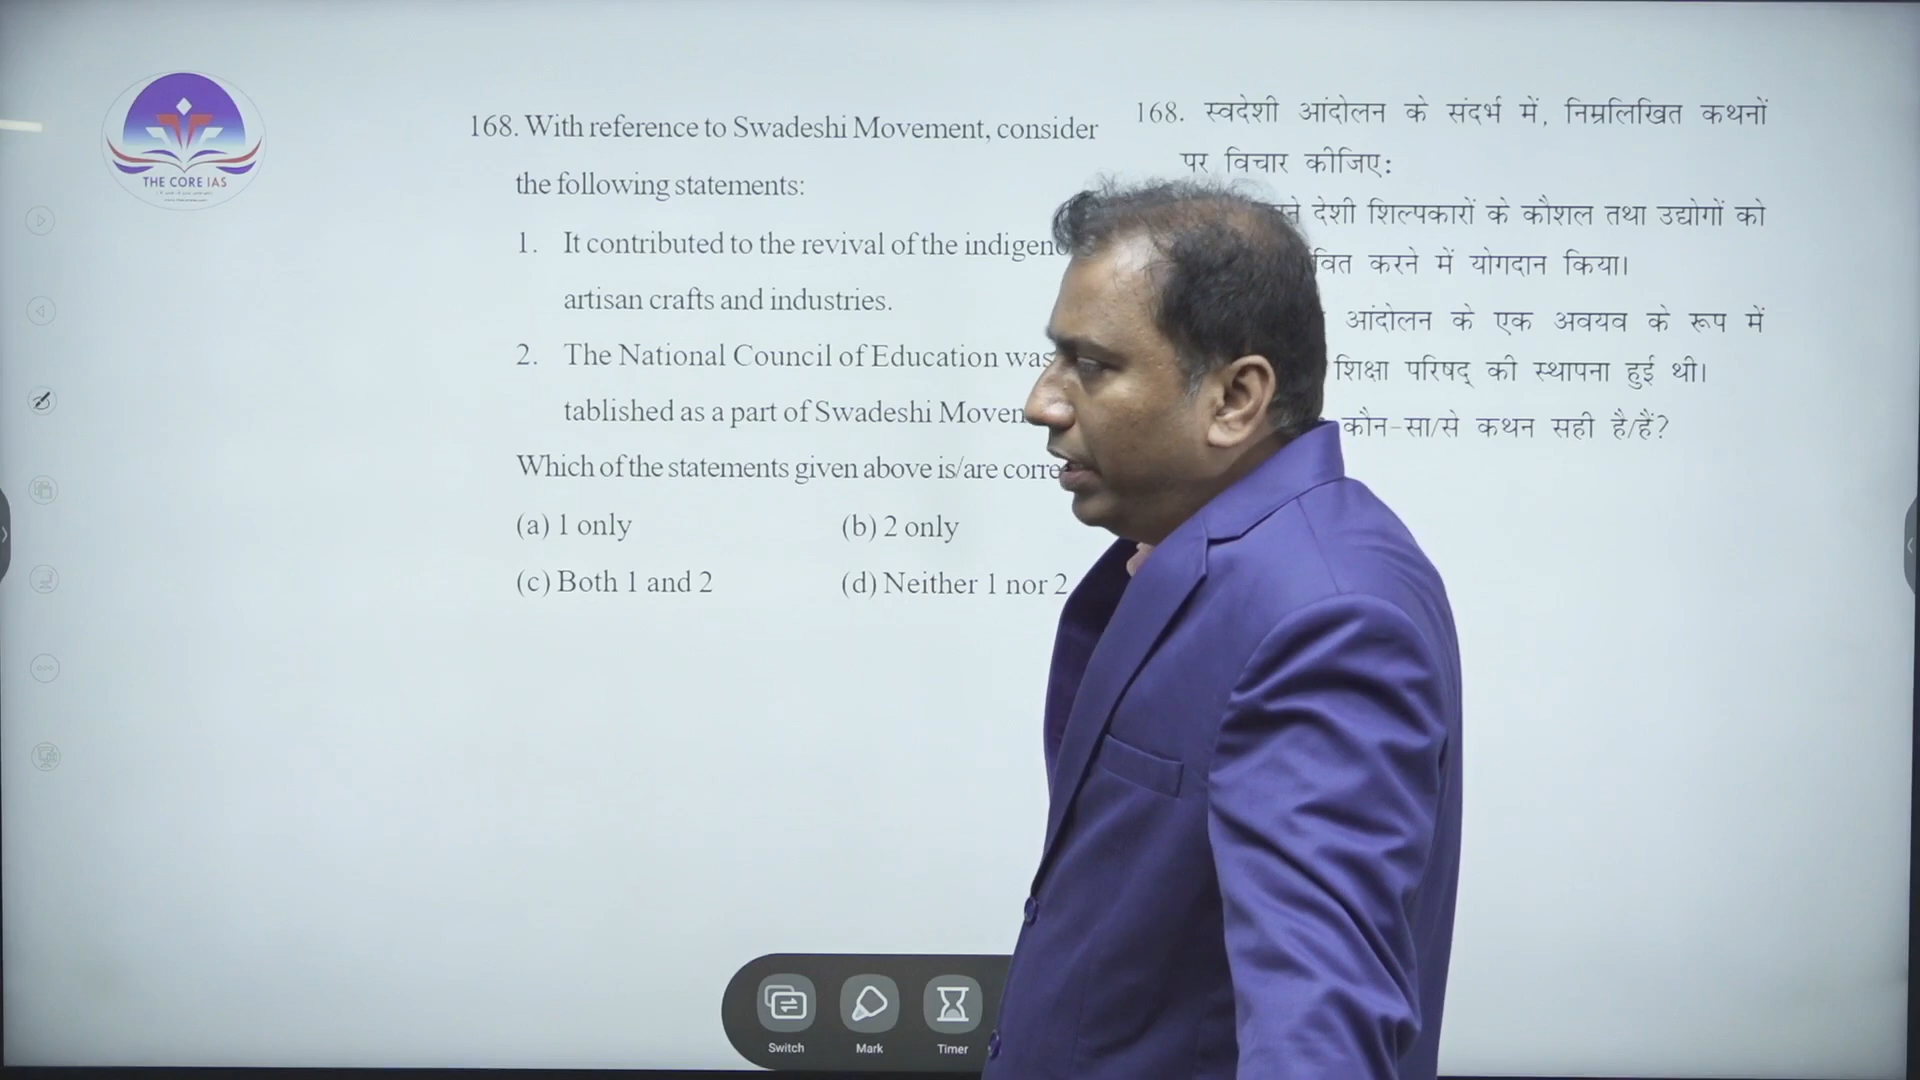 THE CORE IAS
168. With reference to Swadeshi Movement, consider
the following statements:
1. It contributed to the revival of the
artisan crafts and industries.
2. The National Council of Education was
tablished as a part of Swadeshi
Which of the statements given above is/are
(a) 1 only (b) 2 only
(c) Both 1 and 2 (d) Neither 1 nor 2
168. स्वदेशी आंदोलन के संदर्भ में, निम्नलिखित कथनों
पर विचार कीजिए:
देशी शिल्पकारों के कौशल तथा उद्योगों को
करने में योगदान किया।
आंदोलन के एक अवयव के रूप में
शिक्षा परिषद् की स्थापना हुई थी।
कौन-सा/से कथन सही है/हैं?
Switch Mark Timer